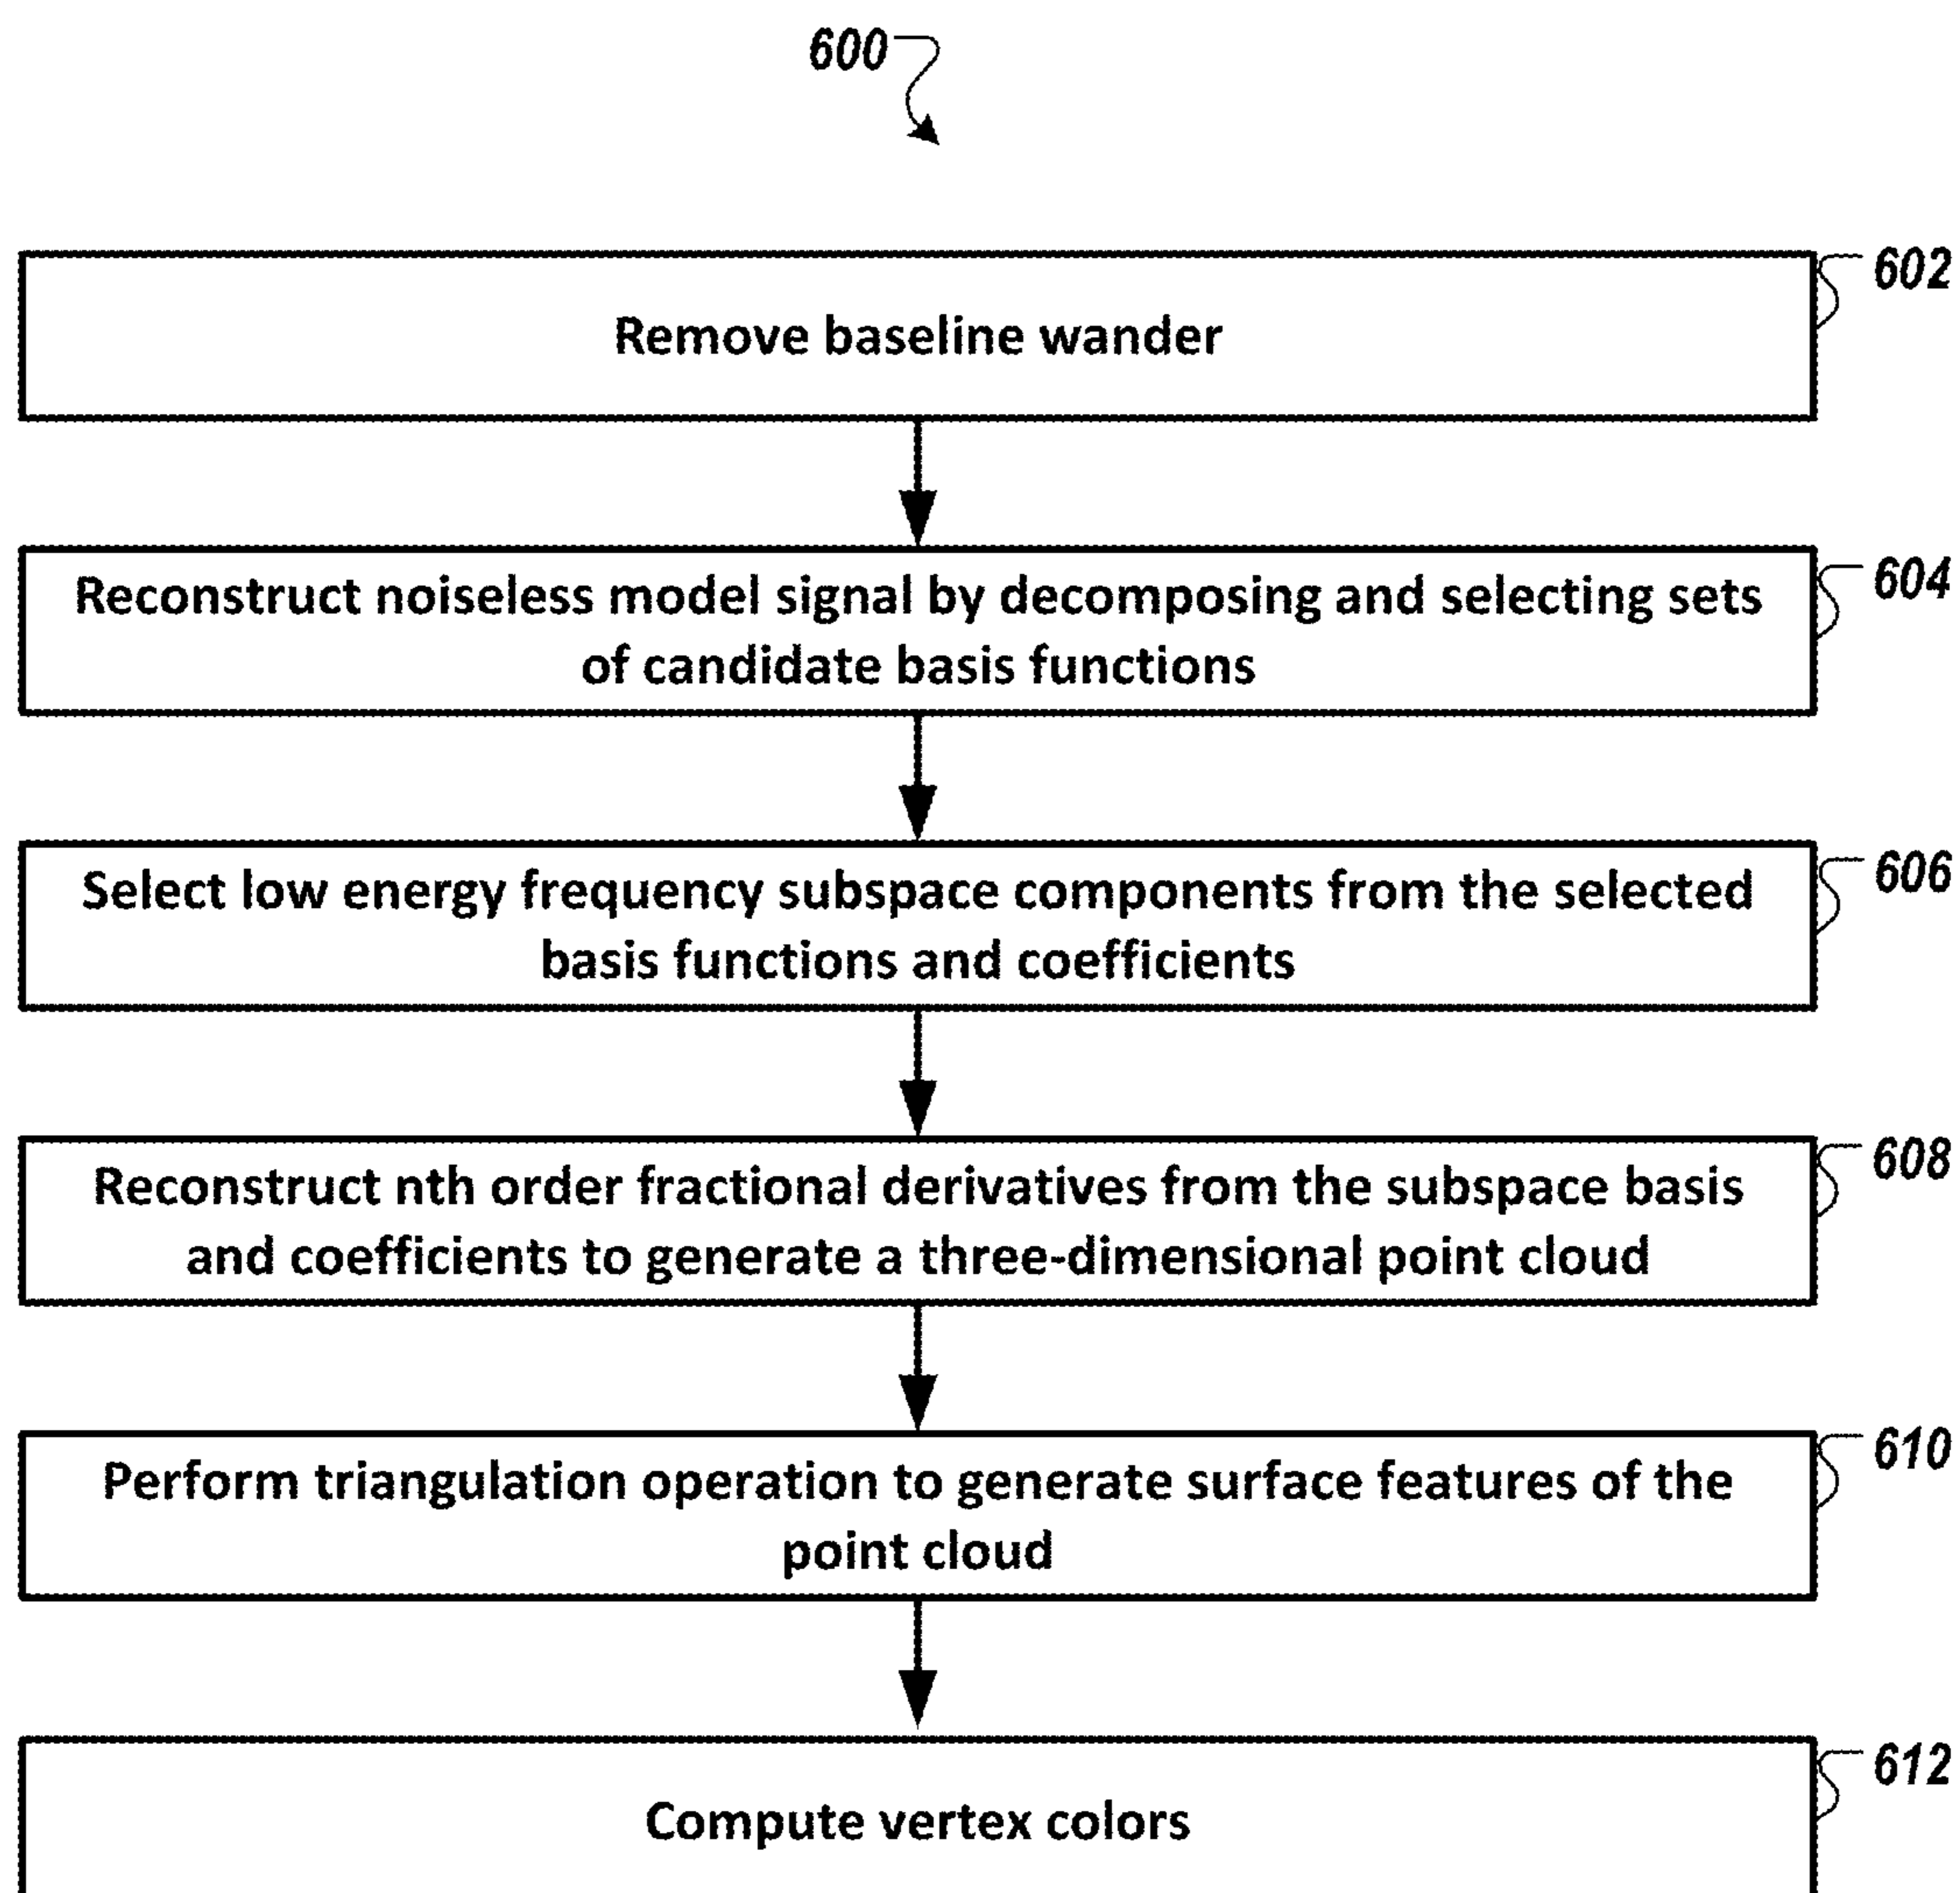 600
602
Remove baseline wander
604
Reconstruct noiseless model signal by decomposing and selecting sets
of candidate basis functions
606
Select low energy frequency subspace components from the selected
basis functions and coefficients
608
Reconstruct nth order fractional derivatives from the subspace basis
and coefficients to generate a three-dimensional point cloud
610
Perform triangulation operation to generate surface features of the
point cloud
612
Compute vertex colors